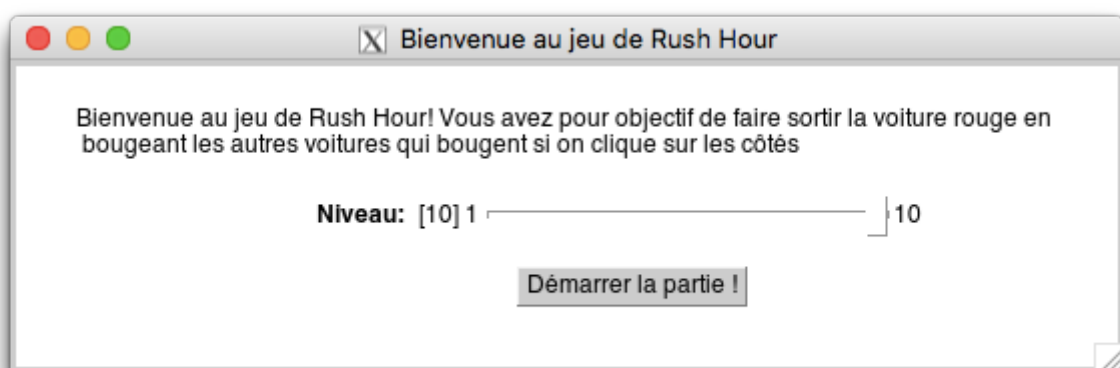 Bienvenue au jeu de Rush Hour
Bienvenue au jeu de Rush Hour! Vous avez pour objectif de faire sortir la voiture rouge en
bougeant les autres voitures qui bougent si on clique sur les côtés
Niveau: [10] 1 10
Démarrer la partie !